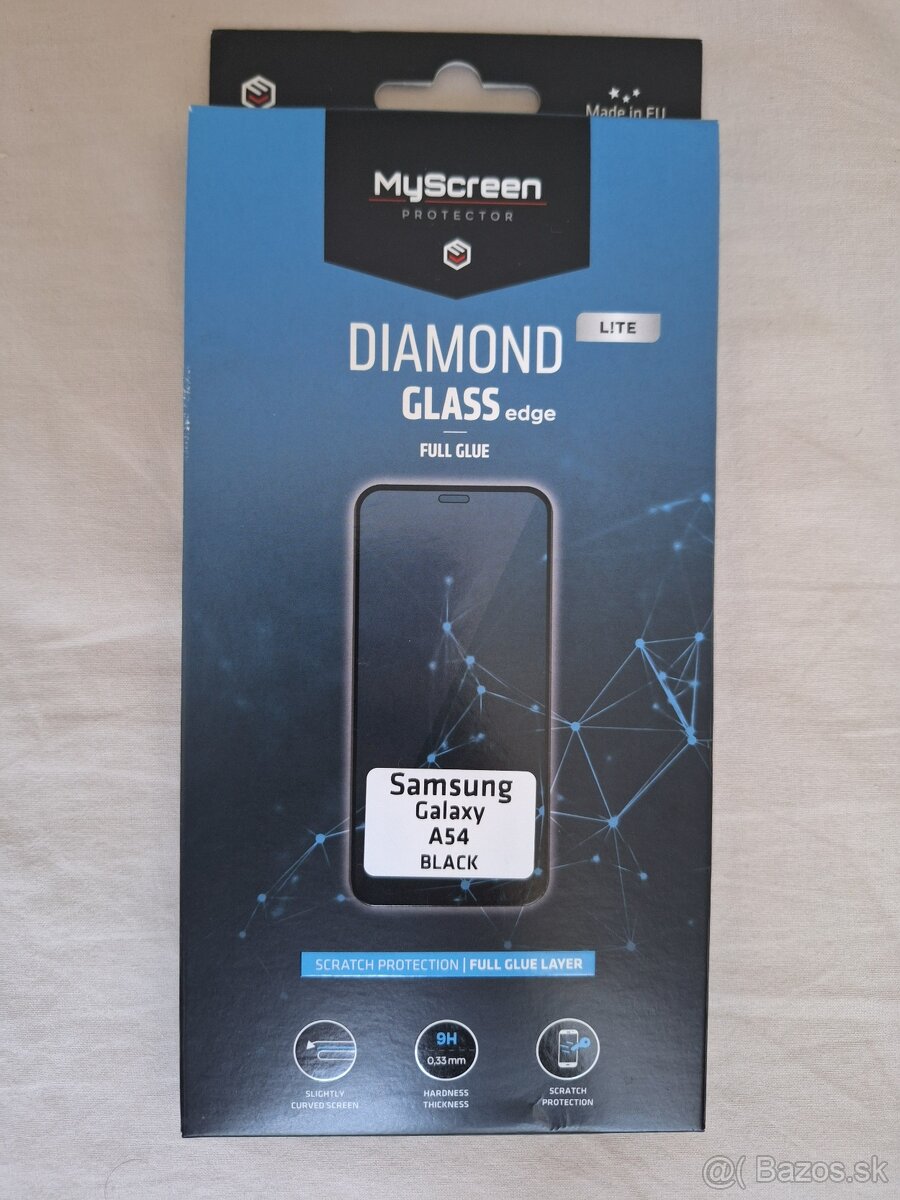 Made in EU
MyScreen
PROTECTOR
DIAMOND
L!TE
GLASS edge
FULL GLUE
Samsung
Galaxy
A54
BLACK
SCRATCH PROTECTION | FULL GLUE LAYER
9H
0,33 mm
SLIGHTLY
CURVED SCREEN
HARDNESS
THICKNESS
SCRATCH
PROTECTION
@( Bazos.sk